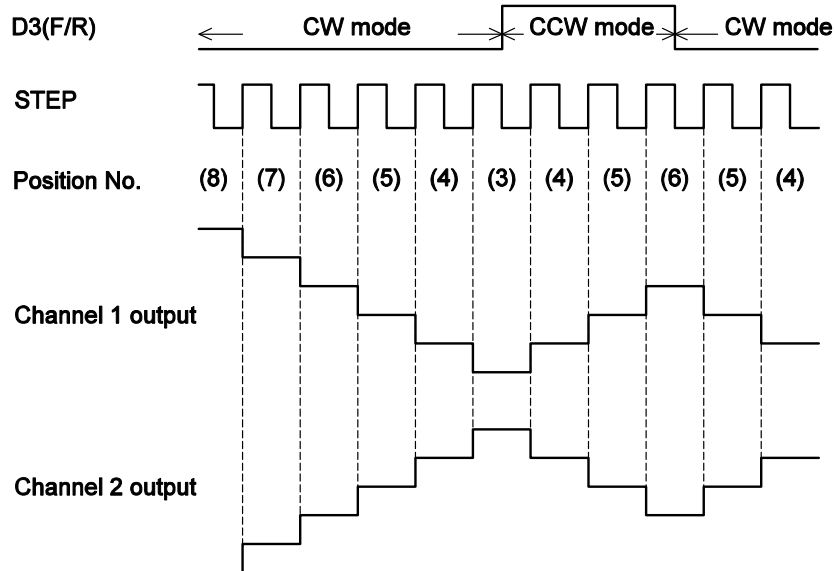 D3(F/R) CW mode CCW mode CW mode
STEP
Position No. (8) (7) (6) (5) (4) (3) (4) (5) (6) (5) (4)
Channel 1 output
Channel 2 output